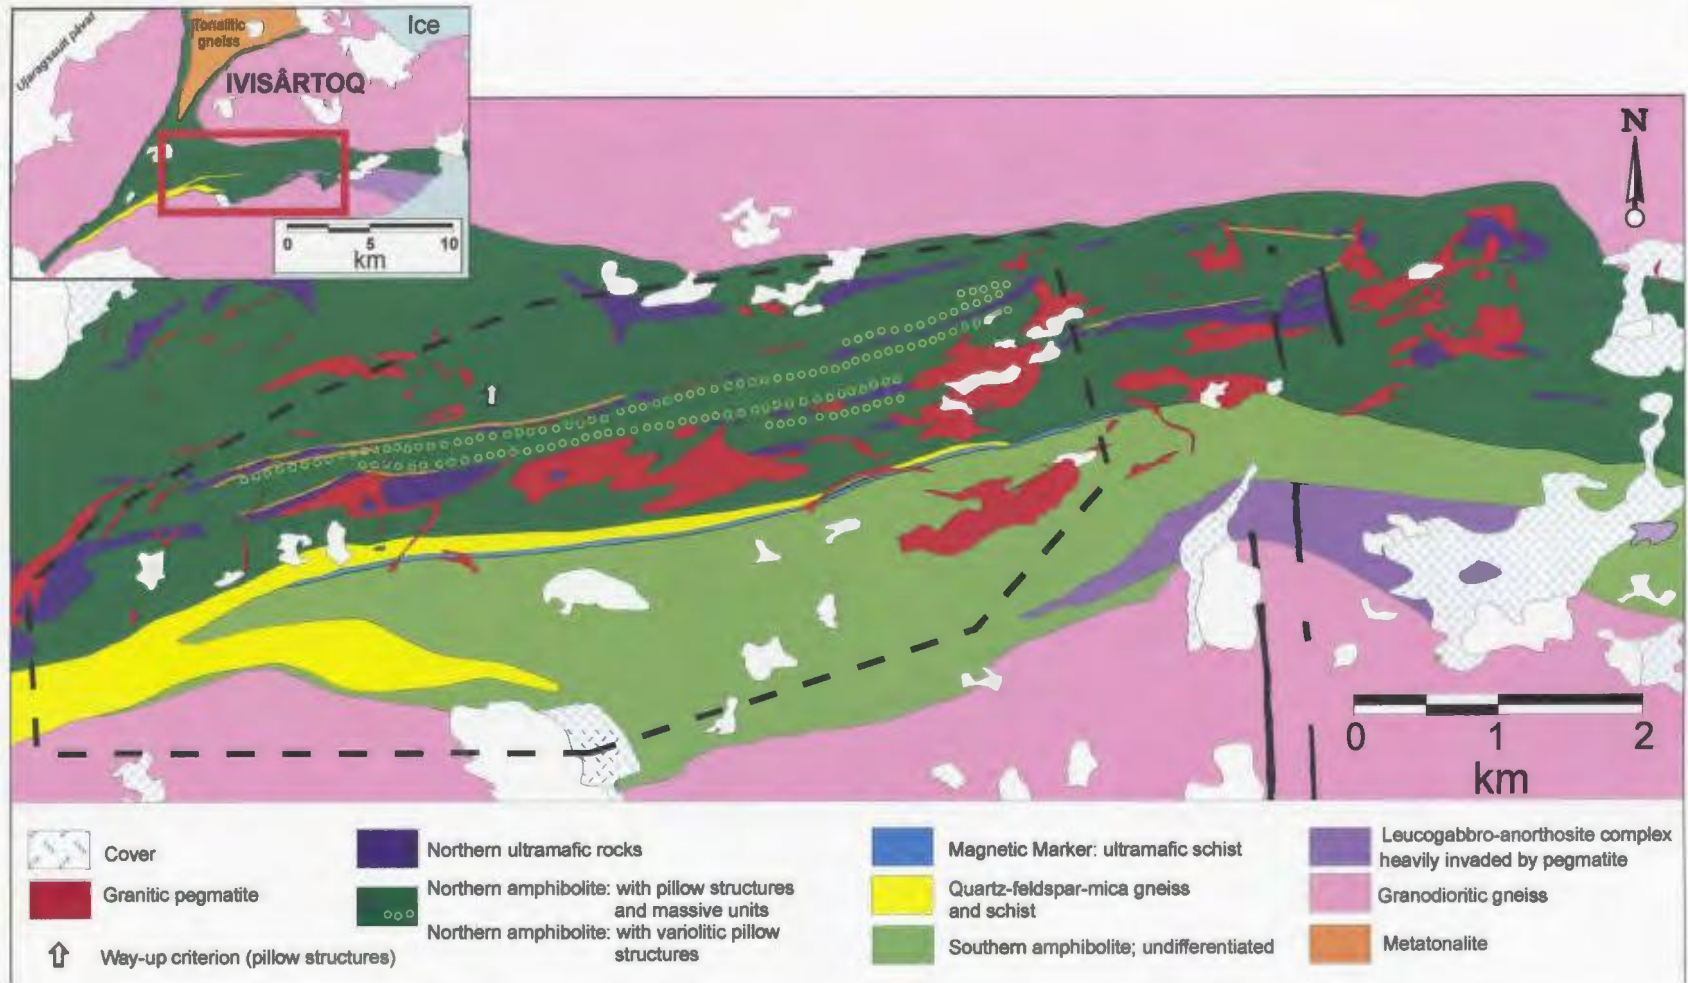 Ujaragssuit pâvat
Tonalitic
gneiss
Ice
IVISÂRTOQ
0 5 10
km
N
0 1 2
km
Cover
Granitic pegmatite
Way-up criterion (pillow structures)
Northern ultramafic rocks
Northern amphibolite: with pillow structures
and massive units
Northern amphibolite: with variolitic pillow
structures
Magnetic Marker: ultramafic schist
Quartz-feldspar-mica gneiss
and schist
Southern amphibolite; undifferentiated
Leucogabbro-anorthosite complex
heavily invaded by pegmatite
Granodioritic gneiss
Metatonalite